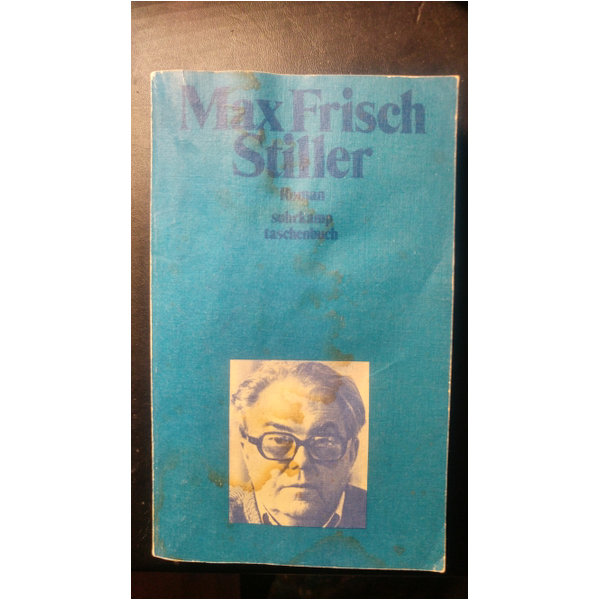 Max Frisch
Stiller
Roman
suhrkamp
taschenbuch